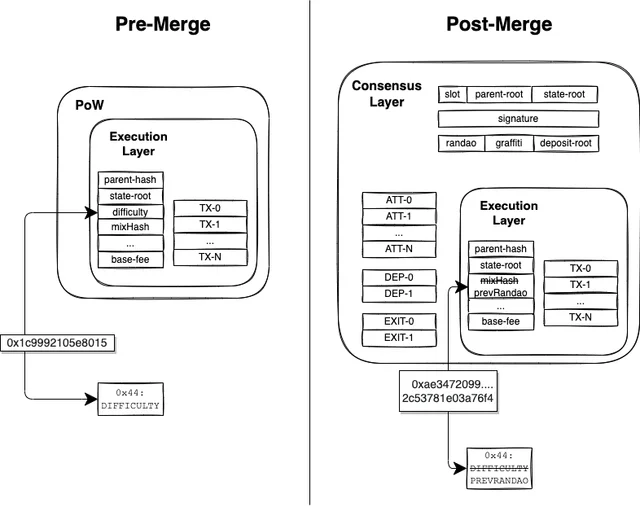 Pre-Merge
PoW
Execution
Layer
parent-hash
state-root
difficulty
mixHash
...
base-fee
TX-0
TX-1
...
TX-N
0x1c9992105e8015
0x44:
DIFFICULTY
Post-Merge
Consensus
Layer
slot parent-root state-root
signature
randao graffiti deposit-root
ATT-0
ATT-1
...
ATT-N
DEP-0
DEP-1
EXIT-0
EXIT-1
Execution
Layer
parent-hash
state-root
mixHash
prevRandao
...
base-fee
TX-0
TX-1
...
TX-N
0xae3472099....
2c53781e03a76f4
0x44:
DIFFICULTY
PREVRANDAO